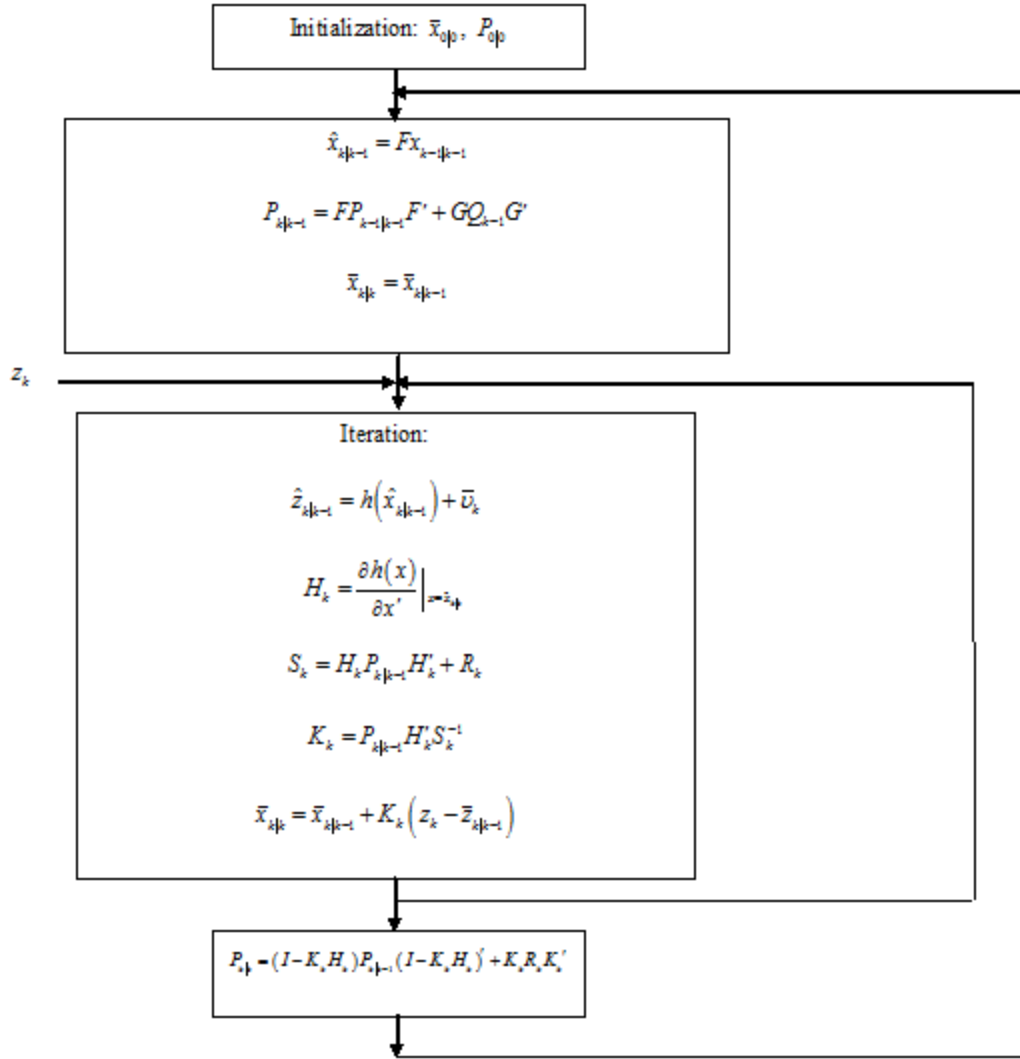 Initialization: x̄₀|₀, P₀|₀
x̂ₖ|ₖ₋₁ = Fxₖ₋₁|ₖ₋₁
Pₖ|ₖ₋₁ = FPₖ₋₁|ₖ₋₁F' + GQₖ₋₁G'
x̄ₖ|ₖ = x̄ₖ|ₖ₋₁
zₖ
Iteration:
ẑₖ|ₖ₋₁ = h(x̂ₖ|ₖ₋₁) + ῡₖ
Hₖ = ∂h(x)/∂x' |
Sₖ = HₖPₖ|ₖ₋₁H'ₖ + Rₖ
Kₖ = Pₖ|ₖ₋₁H'ₖSₖ⁻¹
x̄ₖ|ₖ = x̄ₖ|ₖ₋₁ + Kₖ(zₖ − z̄ₖ|ₖ₋₁)
Pₖ|ₖ = (I − KₖHₖ)Pₖ|ₖ₋₁(I − KₖHₖ)' + KₖRₖKₖ'